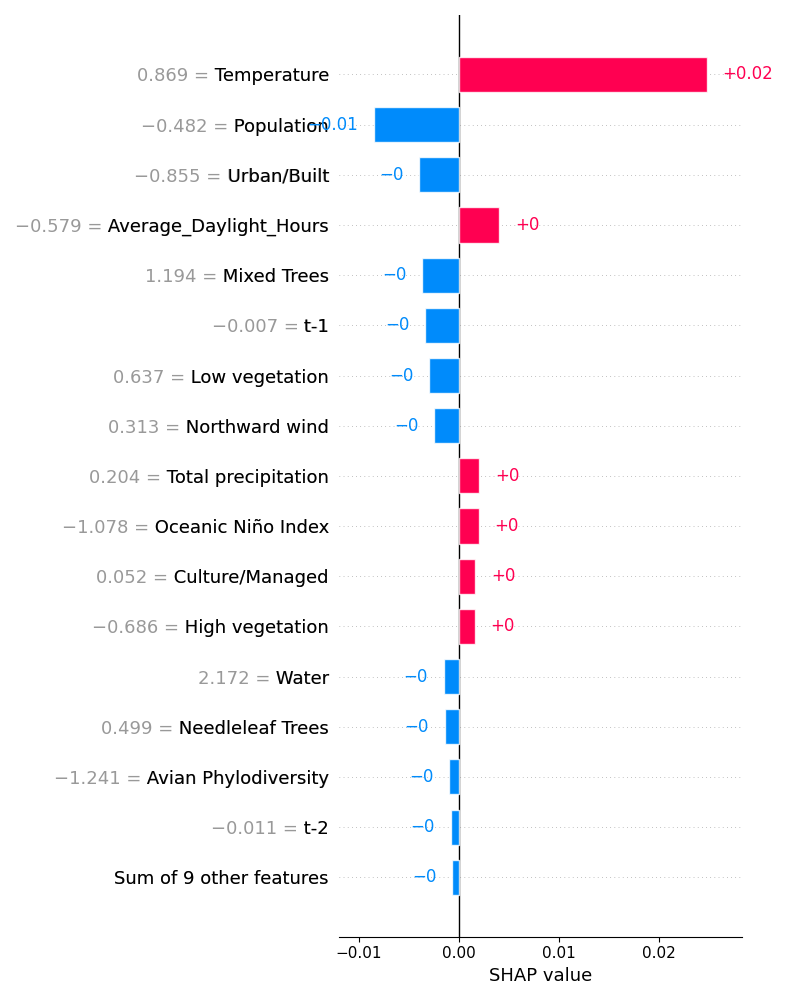 0.869 = Temperature +0.02
−0.482 = Population −0.01
−0.855 = Urban/Built −0
−0.579 = Average_Daylight_Hours +0
1.194 = Mixed Trees −0
−0.007 = t-1 −0
0.637 = Low vegetation −0
0.313 = Northward wind −0
0.204 = Total precipitation +0
−1.078 = Oceanic Niño Index +0
0.052 = Culture/Managed +0
−0.686 = High vegetation +0
2.172 = Water −0
0.499 = Needleleaf Trees −0
−1.241 = Avian Phylodiversity −0
−0.011 = t-2 −0
Sum of 9 other features −0
−0.01 0.00 0.01 0.02
SHAP value